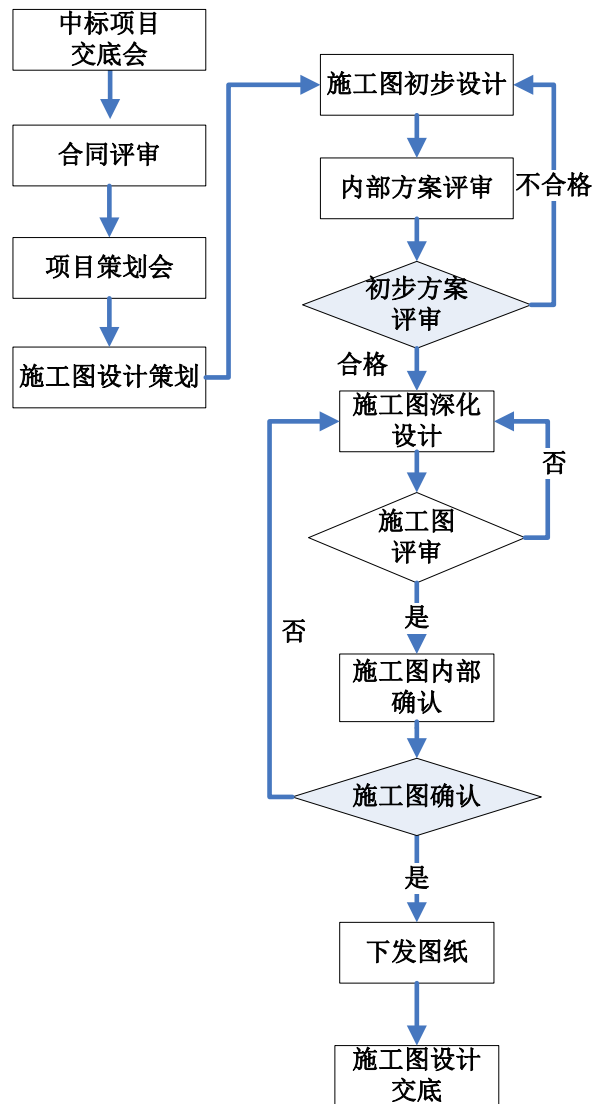 中标项目
交底会
合同评审
项目策划会
施工图设计策划
施工图初步设计
内部方案评审
不合格
初步方案
评审
合格
施工图深化
设计
否
施工图
评审
是
否
施工图内部
确认
施工图确认
是
下发图纸
施工图设计
交底